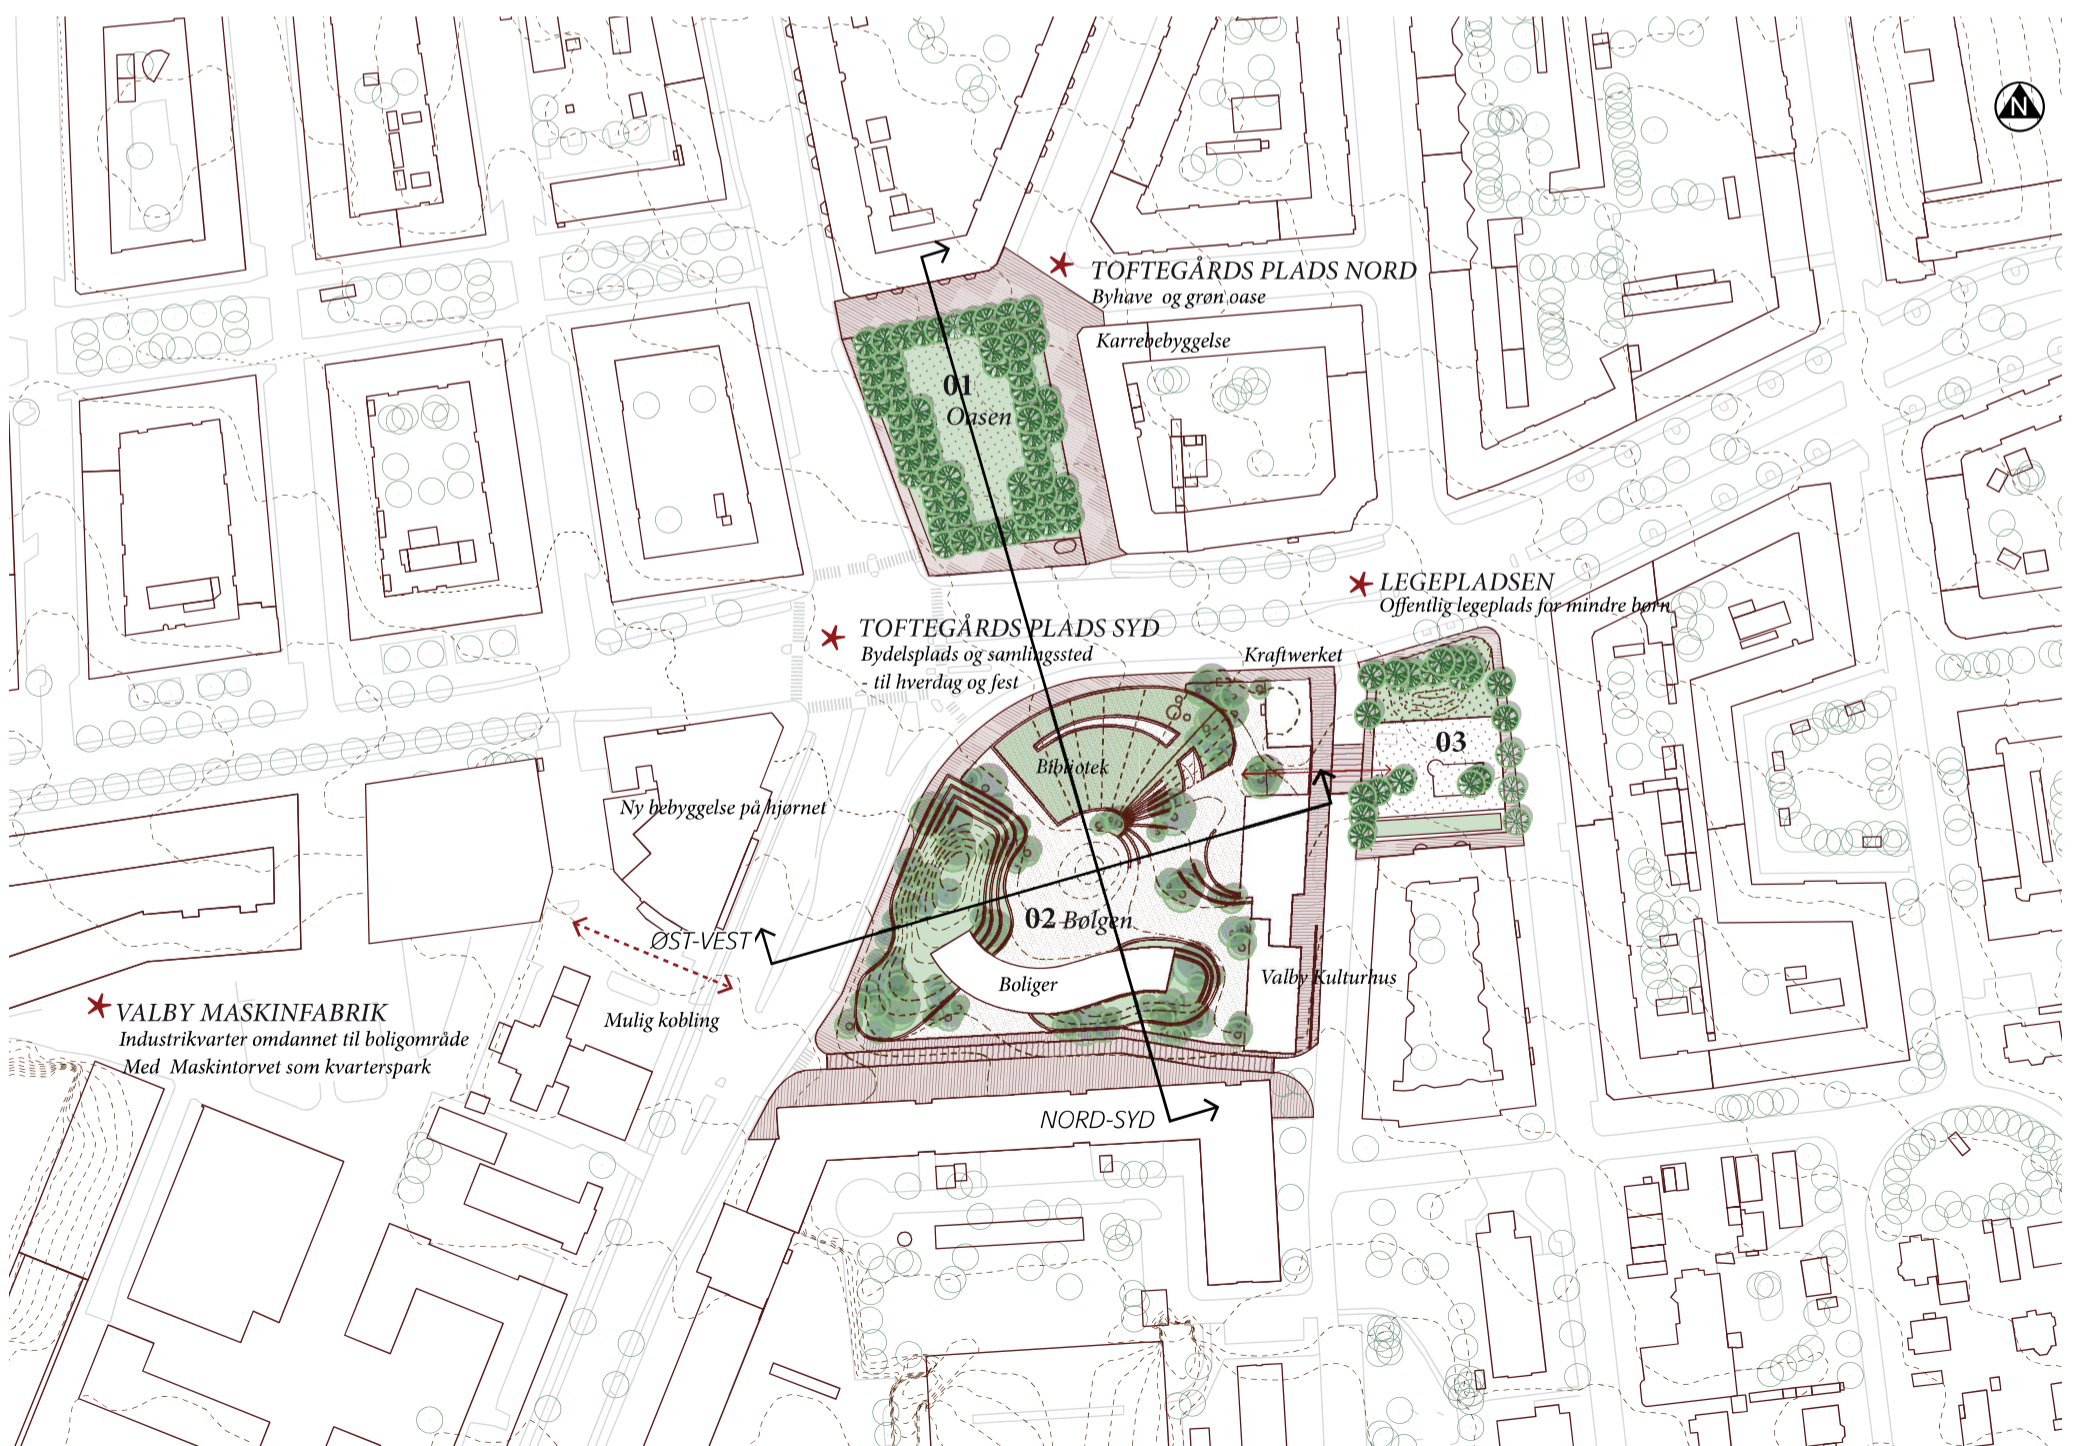 N
TOFTEGÅRDS PLADS NORD
Byhave og grøn oase
Karrebebyggelse
01
Oasen
LEGEPLADSEN
Offentlig legeplads for mindre børn
TOFTEGÅRDS PLADS SYD
Bydelsplads og samlingssted
- til hverdag og fest
Kraftwerket
03
Bibliotek
Ny bebyggelse på hjørnet
02 Bølgen
ØST-VEST
Boliger
Valby Kulturhus
VALBY MASKINFABRIK
Industrikvarter omdannet til boligområde
Med Maskintorvet som kvarterspark
Mulig kobling
NORD-SYD